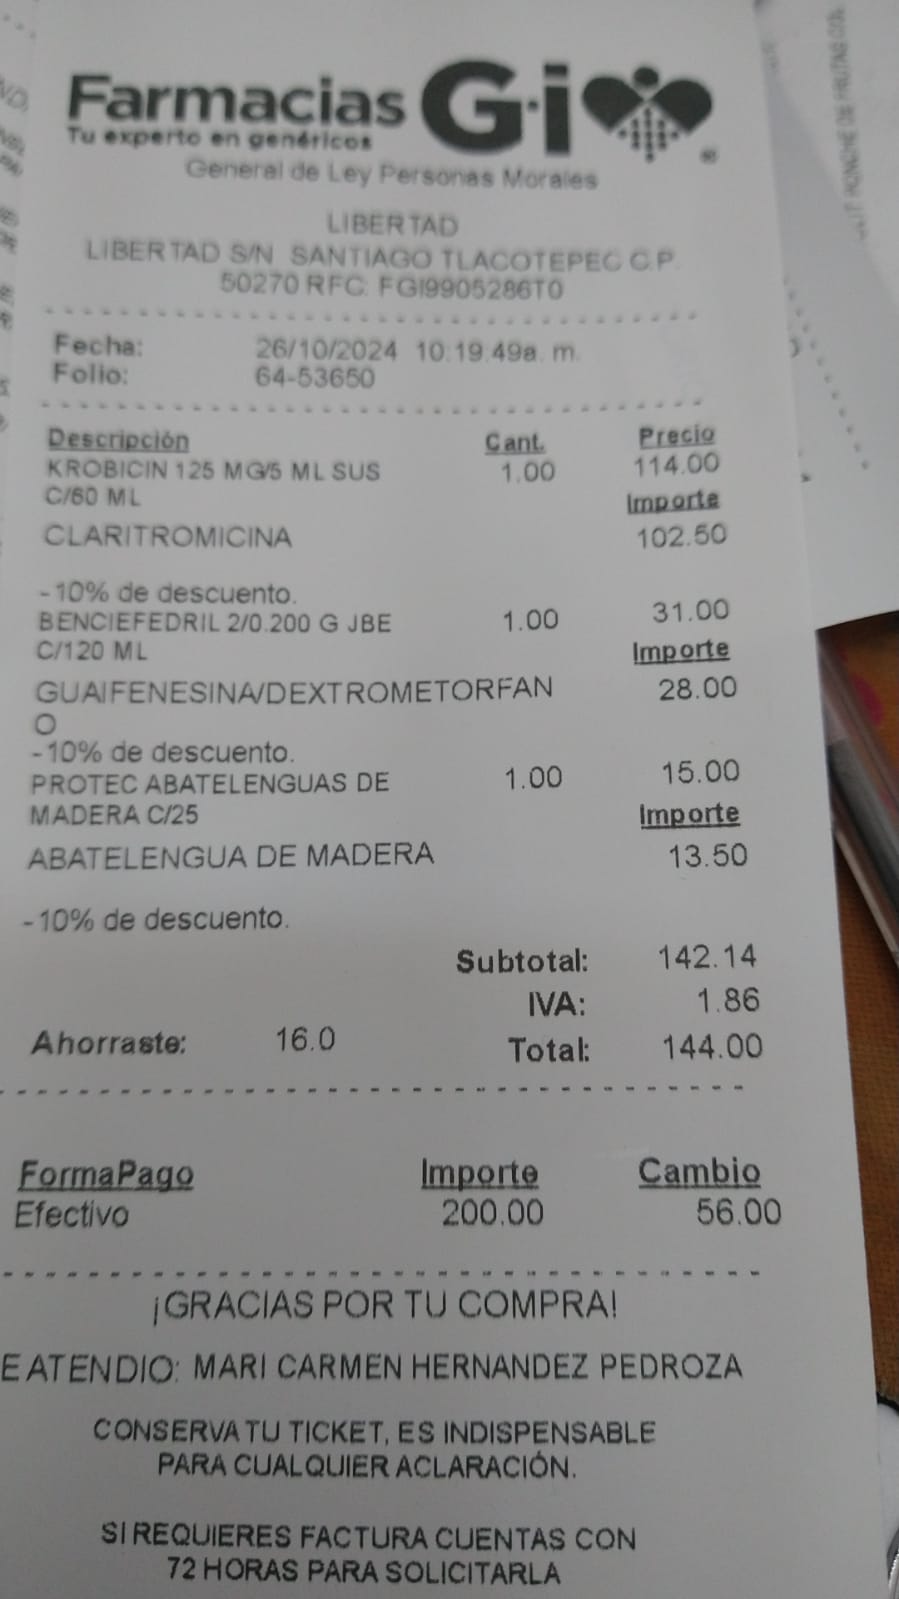 Farmacias G·i
Tu experto en genéricos
General de Ley Personas Morales
LIBERTAD
LIBERTAD S/N SANTIAGO TLACOTEPEC C.P.
50270 RFC: FGI9905286T0
Fecha: 26/10/2024 10:19:49a. m.
Folio: 64-53650
Descripción Cant. Precio
KROBICIN 125 MG/5 ML SUS 1.00 114.00
C/60 ML Importe
CLARITROMICINA 102.50
-10% de descuento.
BENCIEFEDRIL 2/0.200 G JBE 1.00 31.00
C/120 ML Importe
GUAIFENESINA/DEXTROMETORFAN 28.00
O
-10% de descuento.
PROTEC ABATELENGUAS DE 1.00 15.00
MADERA C/25 Importe
ABATELENGUA DE MADERA 13.50
-10% de descuento.
Subtotal: 142.14
IVA: 1.86
Ahorraste: 16.0 Total: 144.00
FormaPago Importe Cambio
Efectivo 200.00 56.00
¡GRACIAS POR TU COMPRA!
E ATENDIO: MARI CARMEN HERNANDEZ PEDROZA
CONSERVA TU TICKET, ES INDISPENSABLE
PARA CUALQUIER ACLARACIÓN.
SI REQUIERES FACTURA CUENTAS CON
72 HORAS PARA SOLICITARLA